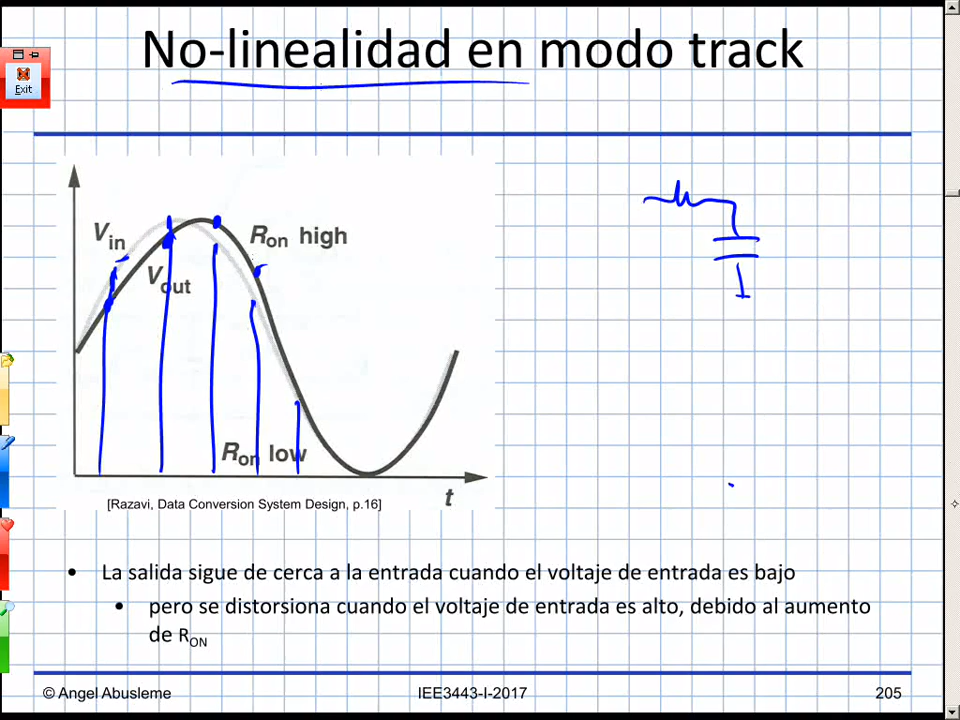 No-linealidad en modo track
Exit
Vin
Ron high
Vout
Ron low
t
[Razavi, Data Conversion System Design, p.16]
• La salida sigue de cerca a la entrada cuando el voltaje de entrada es bajo
• pero se distorsiona cuando el voltaje de entrada es alto, debido al aumento
de RON
© Angel Abusleme
IEE3443-I-2017
205